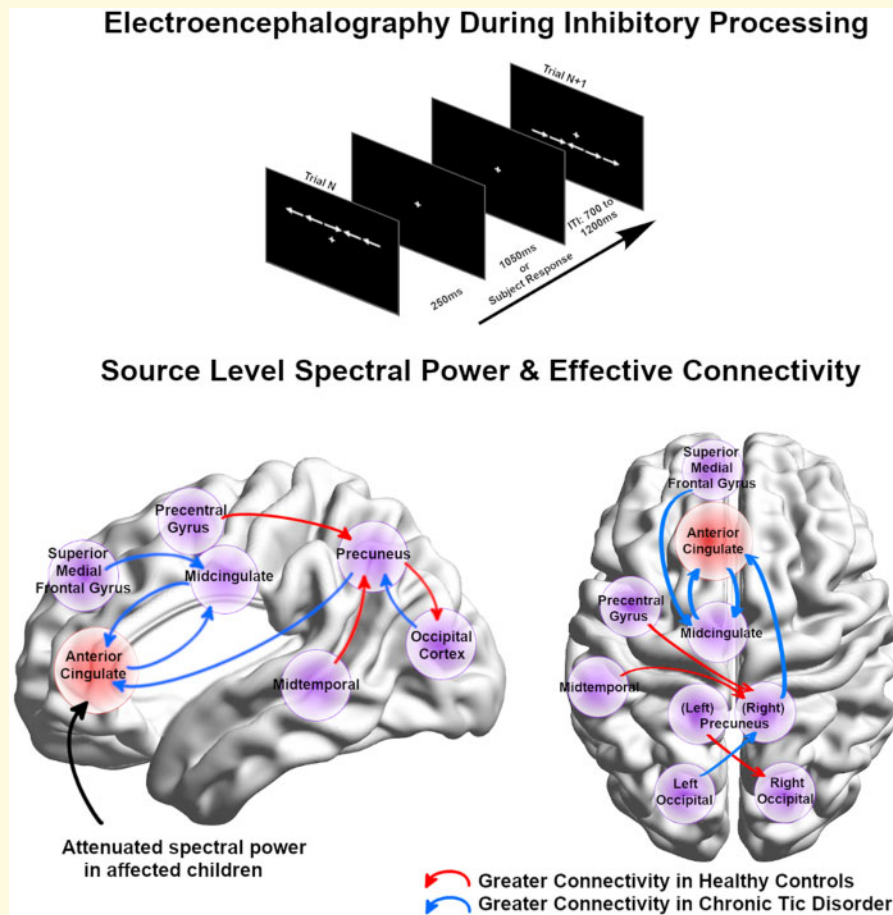 Electroencephalography During Inhibitory Processing
Trial N+1
Trial N
ITI: 700 to
1200ms
1050ms
or
Subject Response
250ms
Source Level Spectral Power & Effective Connectivity
Precentral
Gyrus
Superior
Medial
Frontal Gyrus
Midcingulate
Precuneus
Anterior
Cingulate
Midtemporal
Occipital
Cortex
Attenuated spectral power
in affected children
Superior
Medial
Frontal Gyrus
Anterior
Cingulate
Precentral
Gyrus
Midcingulate
Midtemporal
(Left) (Right)
Precuneus
Left
Occipital
Right
Occipital
Greater Connectivity in Healthy Controls
Greater Connectivity in Chronic Tic Disorder